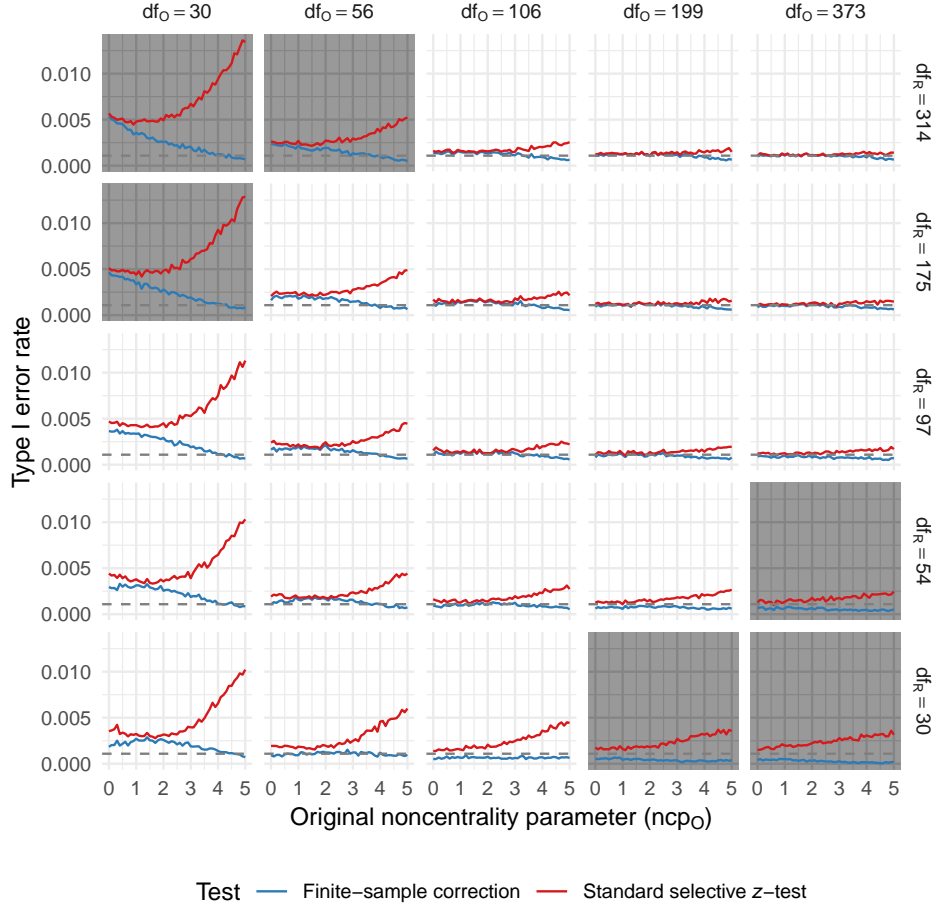 df_O = 30 df_O = 56 df_O = 106 df_O = 199 df_O = 373
0.010
0.005
0.000
df_R = 314
0.010
0.005
0.000
df_R = 175
0.010
0.005
0.000
df_R = 97
0.010
0.005
0.000
df_R = 54
0.010
0.005
0.000
df_R = 30
Type I error rate
0 1 2 3 4 5 0 1 2 3 4 5 0 1 2 3 4 5 0 1 2 3 4 5 0 1 2 3 4 5
Original noncentrality parameter (ncp_O)
Test Finite−sample correction Standard selective z−test